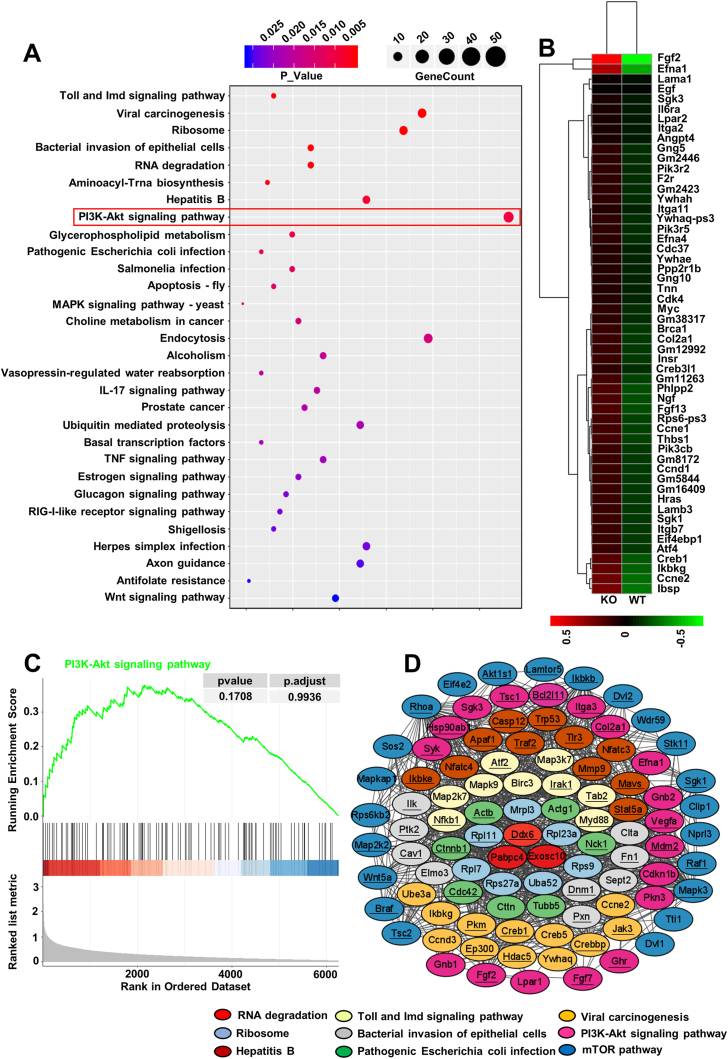 A
0.025 0.020 0.015 0.010 0.005
P_Value
10 20 30 40 50
GeneCount
Toll and Imd signaling pathway
Viral carcinogenesis
Ribosome
Bacterial invasion of epithelial cells
RNA degradation
Aminoacyl-Trna biosynthesis
Hepatitis B
PI3K-Akt signaling pathway
Glycerophospholipid metabolism
Pathogenic Escherichia coli infection
Salmonella infection
Apoptosis - fly
MAPK signaling pathway - yeast
Choline metabolism in cancer
Endocytosis
Alcoholism
Vasopressin-regulated water reabsorption
IL-17 signaling pathway
Prostate cancer
Ubiquitin mediated proteolysis
Basal transcription factors
TNF signaling pathway
Estrogen signaling pathway
Glucagon signaling pathway
RIG-I-like receptor signaling pathway
Shigellosis
Herpes simplex infection
Axon guidance
Antifolate resistance
Wnt signaling pathway
B
Fgf2
Efna1
Lama1
Egf
Sgk3
Il6ra
Lpar2
Itga2
Angpt4
Gng5
Gm2446
Pik3r2
F2r
Gm2423
Ywhah
Itga11
Ywhaq-ps3
Pik3r5
Efna4
Cdc37
Ywhae
Ppp2r1b
Gng10
Tnn
Cdk4
Myc
Gm38317
Brca1
Col2a1
Gm12992
Insr
Creb3l1
Gm11263
Phlpp2
Ngf
Fgf13
Rps6-ps3
Ccne1
Thbs1
Pik3cb
Gm8172
Ccnd1
Gm5844
Gm16409
Hras
Lamb3
Sgk1
Itgb7
Eif4ebp1
Atf4
Creb1
Ikbkg
Ccne2
Ibsp
KO WT
0.5 0 -0.5
C
PI3K-Akt signaling pathway
pvalue p.adjust
0.1708 0.9936
Running Enrichment Score
0.3
0.2
0.1
0.0
Ranked list metric
3
2
1
0
2000 4000 6000
Rank in Ordered Dataset
D
Akt1s1 Lamtor5
Eif4e2 Ikbkb
Tsc1 Bcl2l11 Dvl2
Rhoa Sgk3 Itga3
Casp12 Trp53 Wdr59
Hsp90ab1 Col2a1
Apaf1 Traf2 Tlr3
Sos2 Syk Nfatc3 Stk11
Atf2 Map3k7
Nfatc4 Mmp9 Efna1
Mapkap1 Ikbke Mapk9 Birc3 Irak1 Mavs Sgk1
Map2k7 Tab2 Gnb2
Ilk Actb Mrpl3 Actg1 Stat5a Clip1
Rps6kb2 Nfkb1 Myd88 Vegfa
Ptk2 Rpl11 Ddx6 Rpl23a Clta Nprl3
Map2k2 Ctnnb1 Nck1 Mdm2
Cav1 Pabpc4 Exosc10 Fn1 Raf1
Wnt5a Elmo3 Rpl7 Rps9 Cdkn1b
Rps27a Uba52 Sept2
Ube3a Cdc42 Dnm1 Pkn3 Mapk3
Braf Cttn Tubb5 Ccne2
Ikbkg Pxn Tti1
Tsc2 Pkm Creb1 Creb5 Jak3
Ccnd3 Ep300 Crebbp Dvl1
Hdac5 Ywhaq
Gnb1 Ghr
Fgf2 Lpar1 Fgf7
RNA degradation Toll and Imd signaling pathway Viral carcinogenesis
Ribosome Bacterial invasion of epithelial cells PI3K-Akt signaling pathway
Hepatitis B Pathogenic Escherichia coli infection mTOR pathway